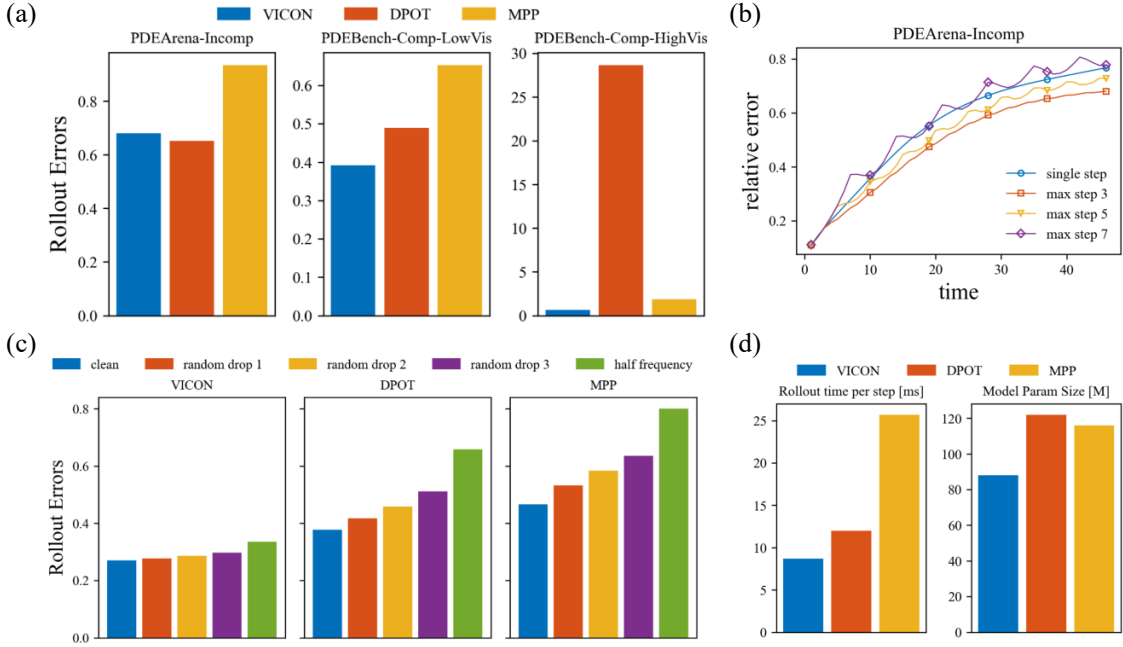 (a)
VICON DPOT MPP
PDEArena-Incomp PDEBench-Comp-LowVis PDEBench-Comp-HighVis
Rollout Errors
0.8
0.6
0.4
0.2
0.0
0.6
0.5
0.4
0.3
0.2
0.1
0.0
30
25
20
15
10
5
0
(b)
PDEArena-Incomp
relative error
0.8
0.6
0.4
0.2
single step
max step 3
max step 5
max step 7
0 10 20 30 40
time
(c)
clean random drop 1 random drop 2 random drop 3 half frequency
VICON DPOT MPP
Rollout Errors
0.8
0.6
0.4
0.2
0.0
(d)
VICON DPOT MPP
Rollout time per step [ms] Model Param Size [M]
25
20
15
10
5
0
120
100
80
60
40
20
0